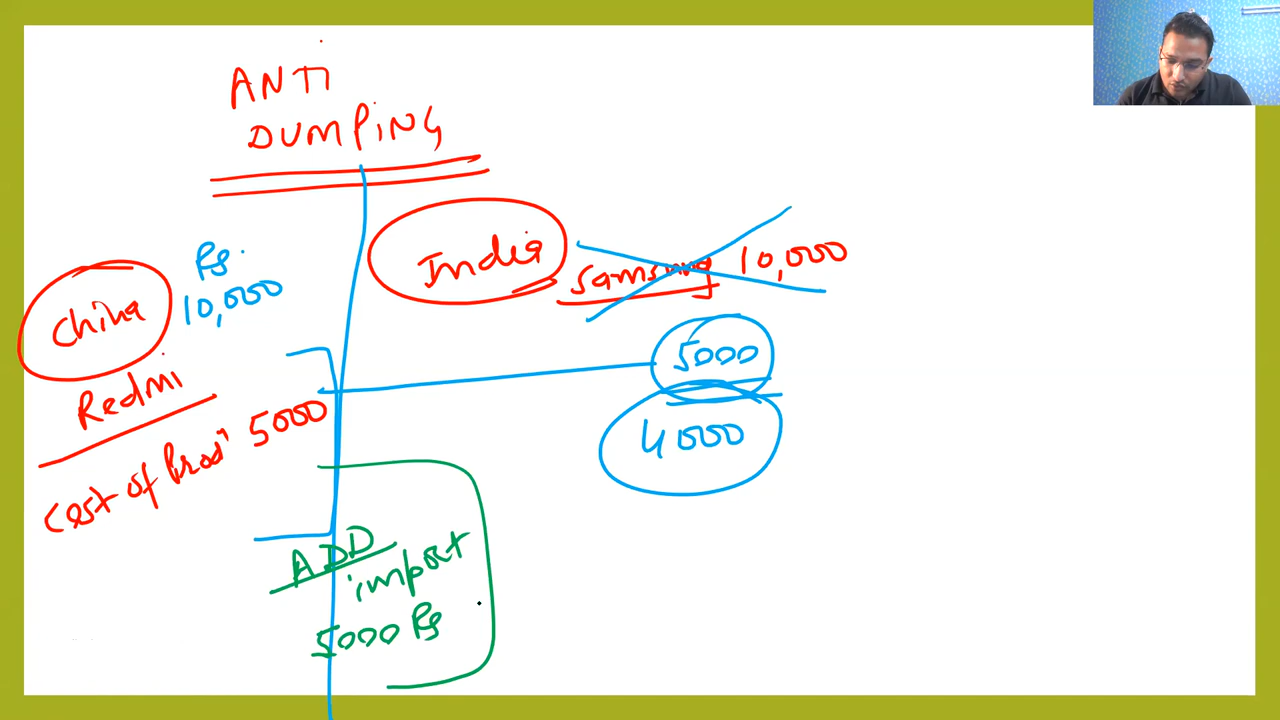 ANTI
DUMPING
India
Samsung 10,000
China
Rs.
10,000
5000
Redmi
4000
Cost of Prodⁿ 5000
ADD
import
5000 Rs